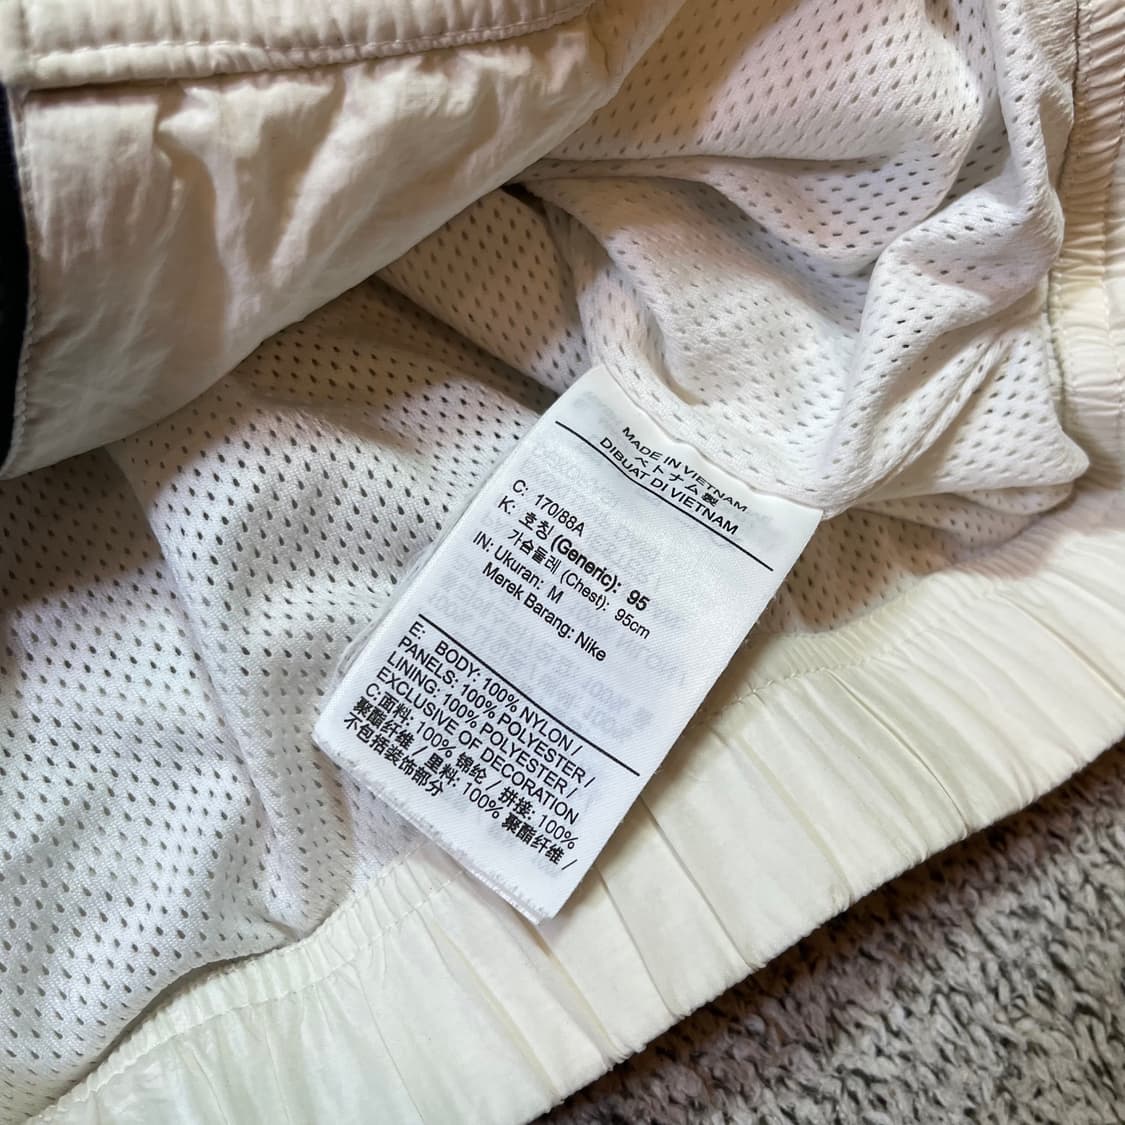 MADE IN VIETNAM
ベトナム製
DIBUAT DI VIETNAM
C: 170/88A
K: 호칭 (Generic): 95
가슴둘레 (Chest): 95cm
IN: Ukuran: M
Merek Barang: Nike
E: BODY: 100% NYLON /
PANELS: 100% POLYESTER /
LINING: 100% POLYESTER /
EXCLUSIVE OF DECORATION
C: 面料: 100% 锦纶 / 拼接: 100%
聚酯纤维 / 里料: 100% 聚酯纤维 /
不包括装饰部分